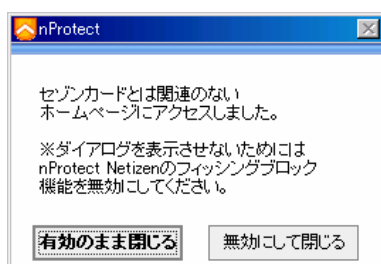 nProtect
セゾンカードとは関連のない
ホームページにアクセスしました。
※ダイアログを表示させないためには
nProtect Netizenのフィッシングブロック
機能を無効にしてください。
有効のまま閉じる
無効にして閉じる